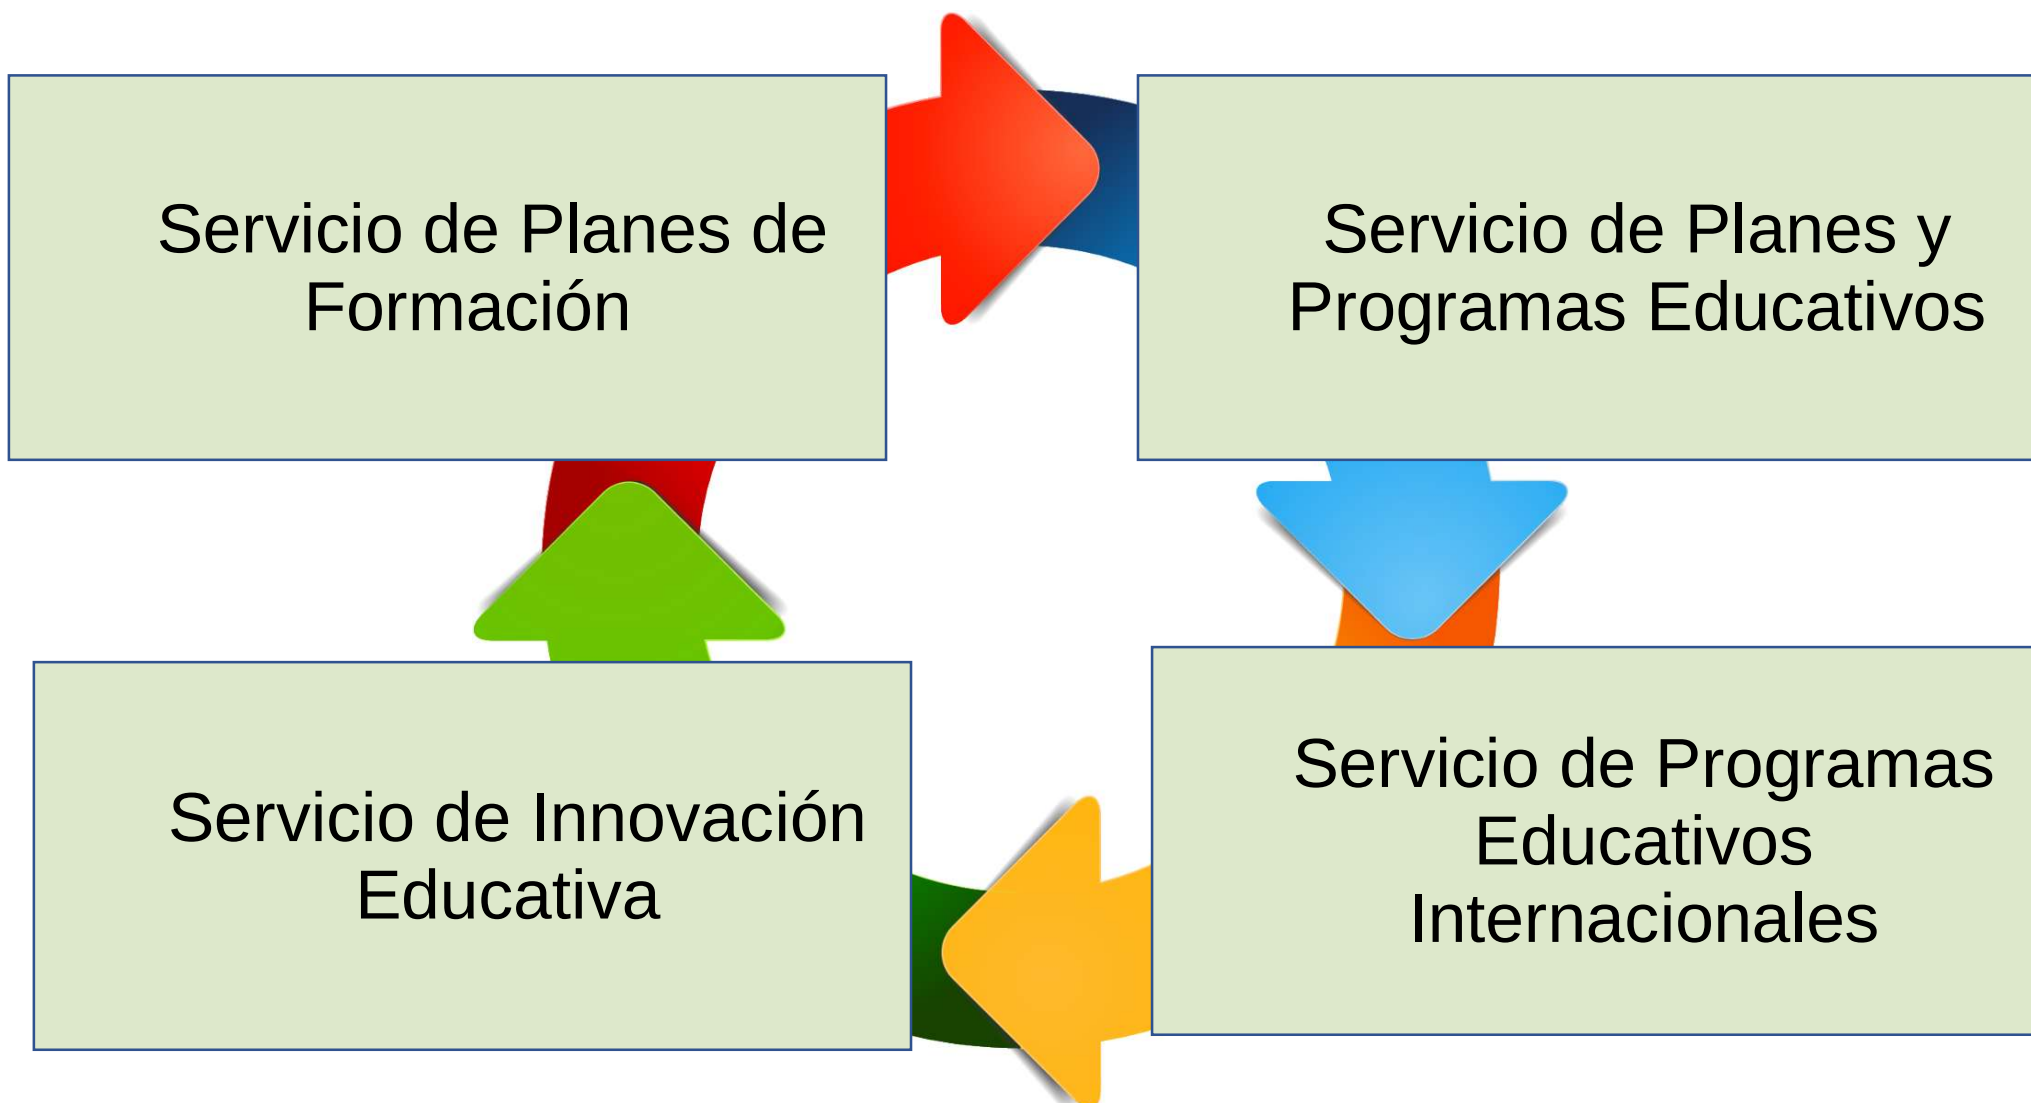 Servicio de Planes de
Formación
Servicio de Planes y
Programas Educativos
Servicio de Innovación
Educativa
Servicio de Programas
Educativos
Internacionales